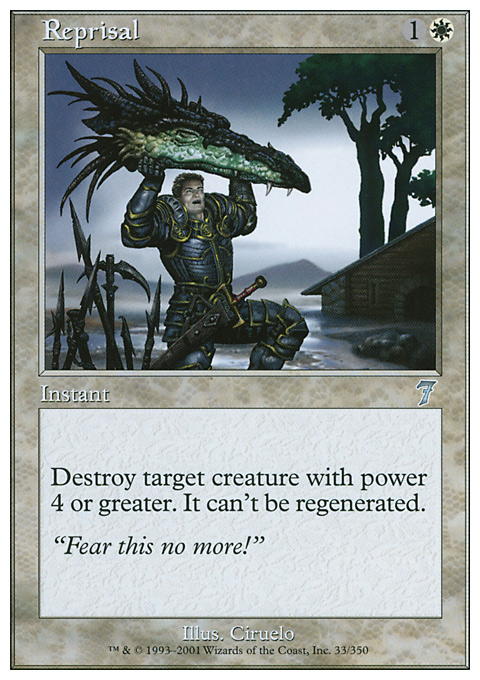 Reprisal 1
Instant 7
Destroy target creature with power
4 or greater. It can't be regenerated.
“Fear this no more!”
Illus. Ciruelo
™ & © 1993–2001 Wizards of the Coast, Inc. 33/350